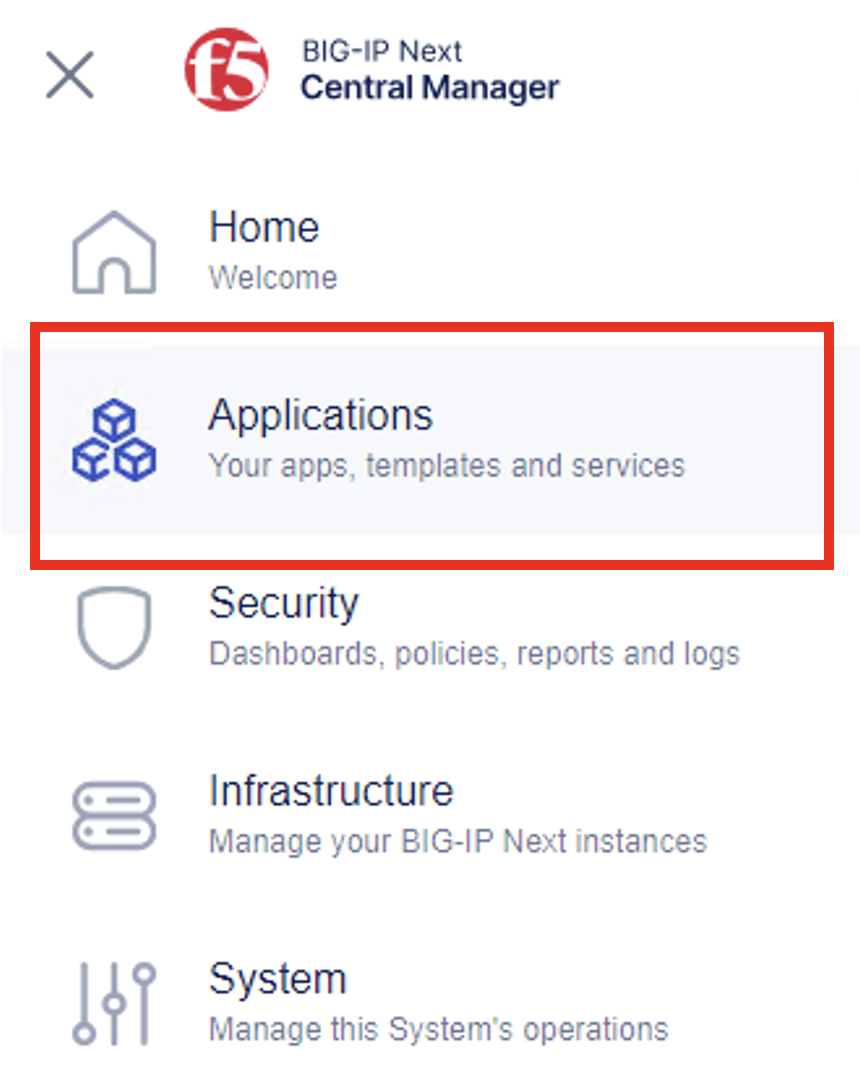 f5
BIG-IP Next
Central Manager
Home
Welcome
Applications
Your apps, templates and services
Security
Dashboards, policies, reports and logs
Infrastructure
Manage your BIG-IP Next instances
System
Manage this System's operations